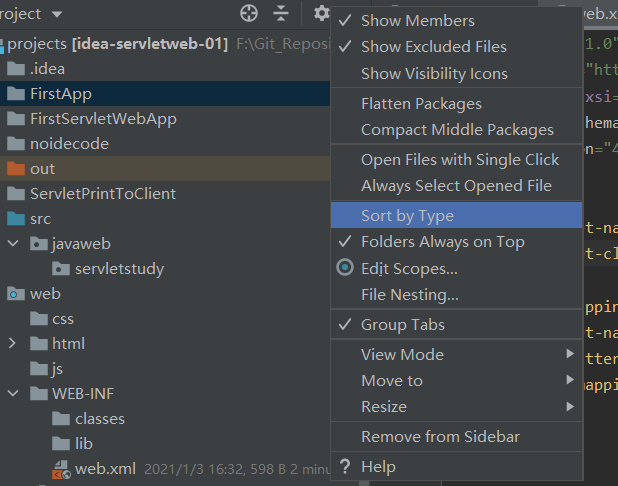 roject
projects [idea-servletweb-01] F:\Git_Reposi
.idea
FirstApp
FirstServletWebApp
noidecode
out
ServletPrintToClient
src
javaweb
servletstudy
web
css
html
js
WEB-INF
classes
lib
web.xml 2021/1/3 16:32, 598 B 2 minu
Show Members
Show Excluded Files
Show Visibility Icons
Flatten Packages
Compact Middle Packages
Open Files with Single Click
Always Select Opened File
Sort by Type
Folders Always on Top
Edit Scopes...
File Nesting...
Group Tabs
View Mode
Move to
Resize
Remove from Sidebar
? Help
web.x
1.0"
="htt
xsi=
hema
on="4
t-na
t-cl
appin
t-na
tter
mappi